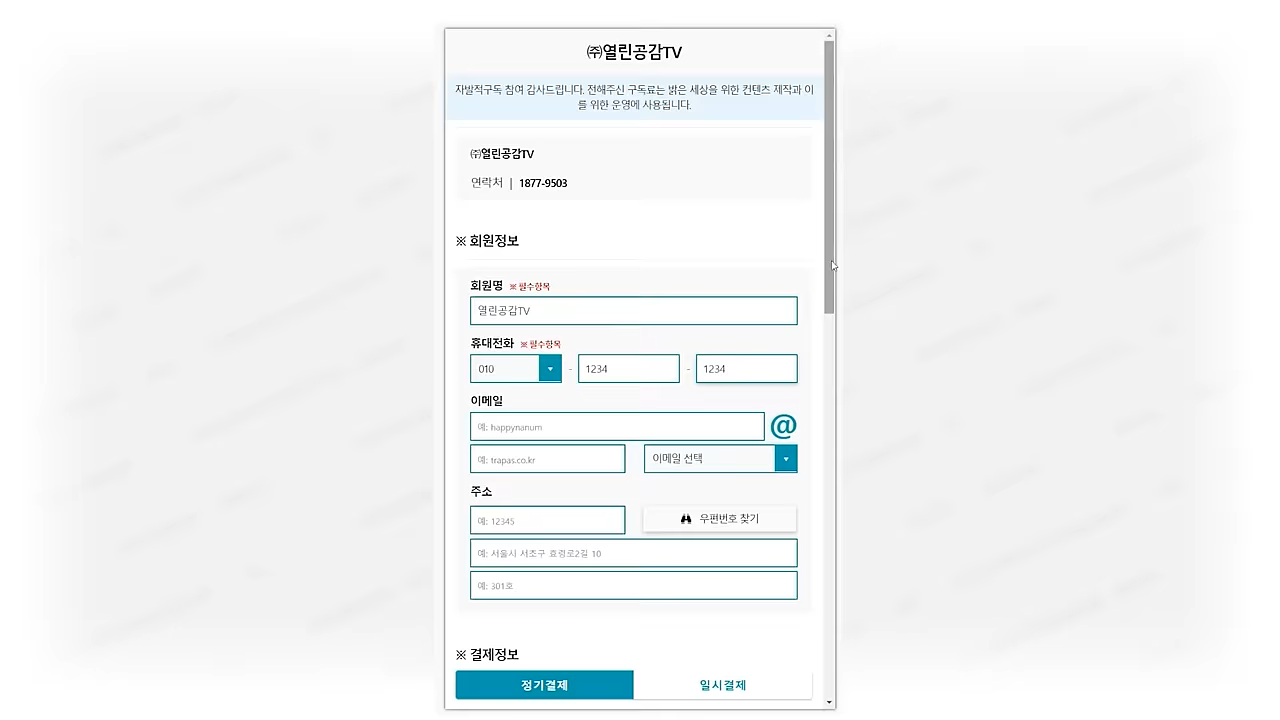 ㈜열린공감TV
자발적구독 참여 감사드립니다. 전해주신 구독료는 밝은 세상을 위한 컨텐츠 제작과 이
를 위한 운영에 사용됩니다.
㈜열린공감TV
연락처 | 1877-9503
※ 회원정보
회원명 ※ 필수항목
열린공감TV
휴대전화 ※ 필수항목
010 - 1234 - 1234
이메일
예: happynanum @
예: trapas.co.kr 이메일 선택
주소
예: 12345 우편번호 찾기
예: 서울시 서초구 효령로2길 10
예: 301호
※ 결제정보
정기결제 일시결제